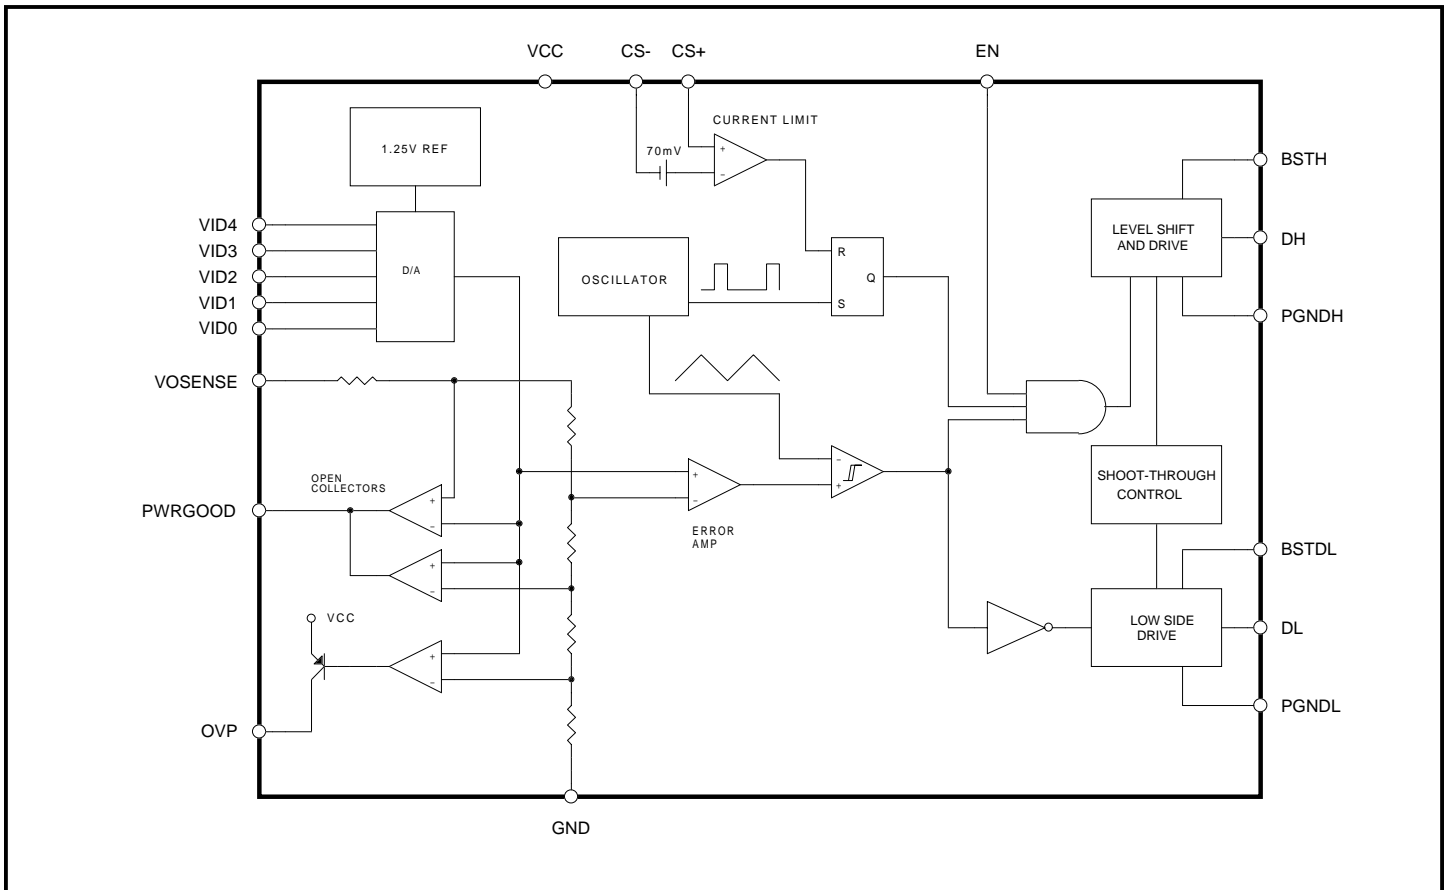 VCC CS- CS+ EN
CURRENT LIMIT
1.25V REF
70mV
+
−
BSTH
VID4
VID3
VID2
VID1
VID0
D/A
OSCILLATOR
R
Q
S
LEVEL SHIFT
AND DRIVE
DH
PGNDH
VOSENSE
OPEN
COLLECTORS
PWRGOOD
+
−
+
−
+
−
ERROR
AMP
−
+
SHOOT-THROUGH
CONTROL
BSTDL
VCC
+
−
LOW SIDE
DRIVE
DL
OVP
PGNDL
GND